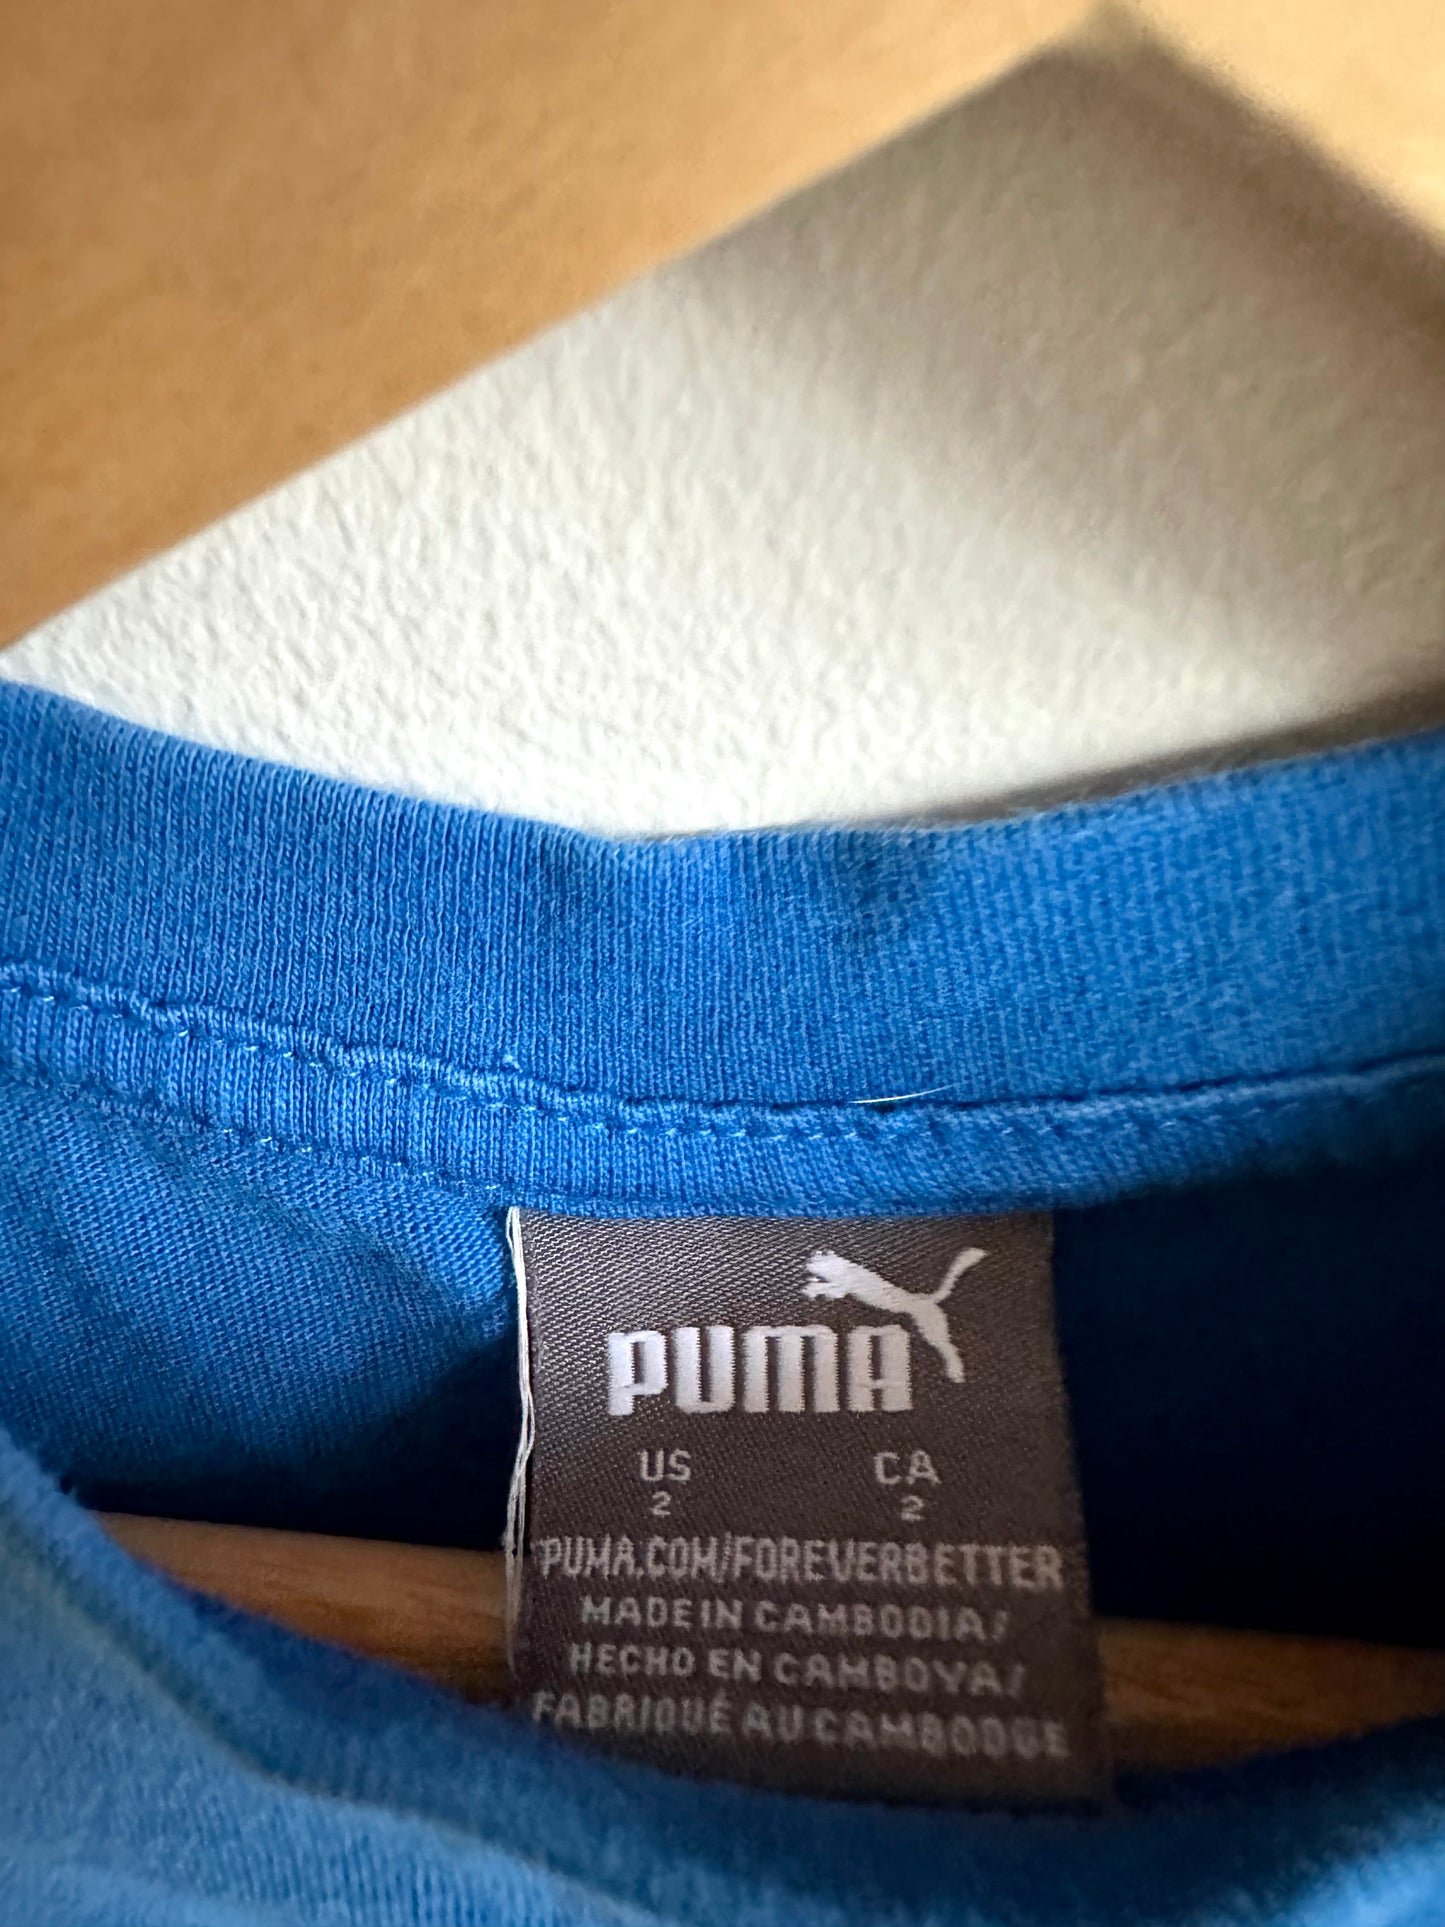 PUMA
US CA
2 2
PUMA.COM/FOREVERBETTER
MADE IN CAMBODIA/
HECHO EN CAMBOYA/
FABRIQUÉ AU CAMBODGE